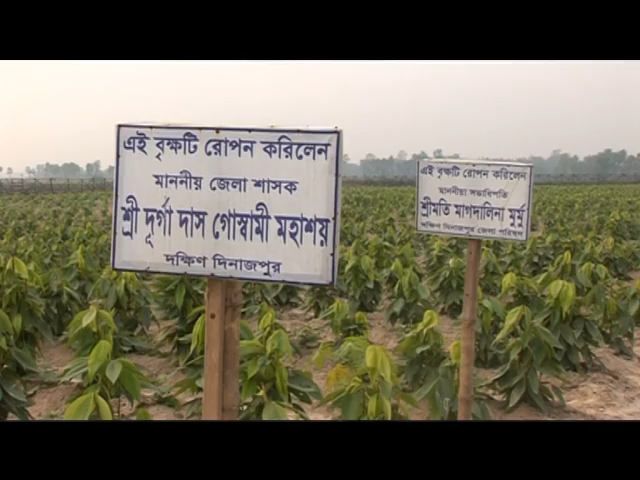 এই বৃক্ষটি রোপন করিলেন
মাননীয় জেলা শাসক
শ্রী দূর্গা দাস গোস্বামী মহাশয়
দক্ষিণ দিনাজপুর
এই বৃক্ষটি রোপন করিলেন
মাননীয়া সভাধিপতি
শ্রীমতি মাগদালিনা মুর্মু
দক্ষিণ দিনাজপুর জেলা পরিষদ